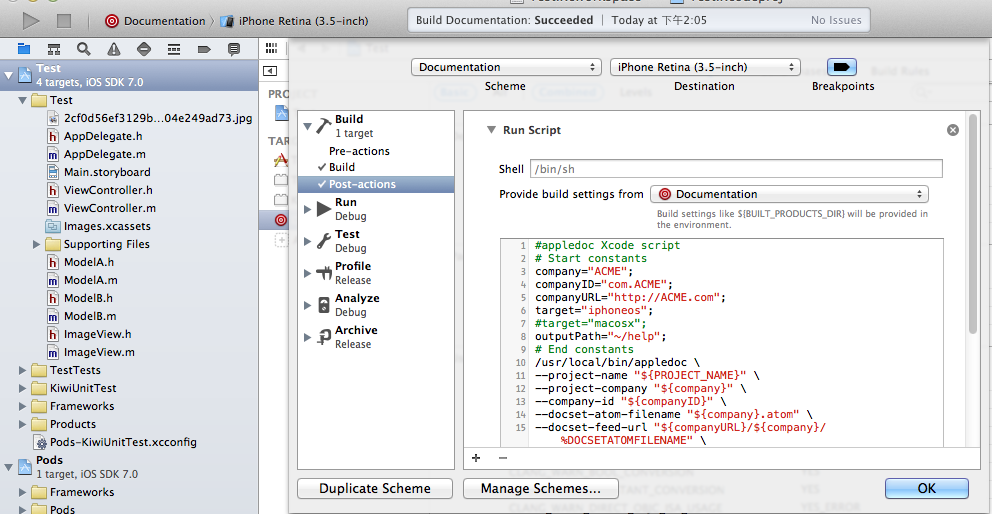 Documentation
iPhone Retina (3.5-inch)
Build Documentation: Succeeded
Today at 下午2:05
No Issues
Test
4 targets, iOS SDK 7.0
Test
2cf0d56ef3129b...04e249ad73.jpg
AppDelegate.h
AppDelegate.m
Main.storyboard
ViewController.h
ViewController.m
Images.xcassets
Supporting Files
ModelA.h
ModelA.m
ModelB.h
ModelB.m
ImageView.h
ImageView.m
TestTests
KiwiUnitTest
Frameworks
Products
Pods-KiwiUnitTest.xcconfig
Pods
1 target, iOS SDK 7.0
Frameworks
Pods
Documentation
Scheme
iPhone Retina (3.5-inch)
Destination
Breakpoints
Build
1 target
Pre-actions
Build
Post-actions
Run
Debug
Test
Debug
Profile
Release
Analyze
Debug
Archive
Release
Run Script
Shell /bin/sh
Provide build settings from Documentation
Build settings like ${BUILT_PRODUCTS_DIR} will be provided in
the environment.
1 #appledoc Xcode script
2 # Start constants
3 company="ACME";
4 companyID="com.ACME";
5 companyURL="http://ACME.com";
6 target="iphoneos";
7 #target="macosx";
8 outputPath="~/help";
9 # End constants
10 /usr/local/bin/appledoc \
11 --project-name "${PROJECT_NAME}" \
12 --project-company "${company}" \
13 --company-id "${companyID}" \
14 --docset-atom-filename "${company}.atom" \
15 --docset-feed-url "${companyURL}/${company}/
%DOCSETATOMFILENAME" \
Duplicate Scheme
Manage Schemes...
OK